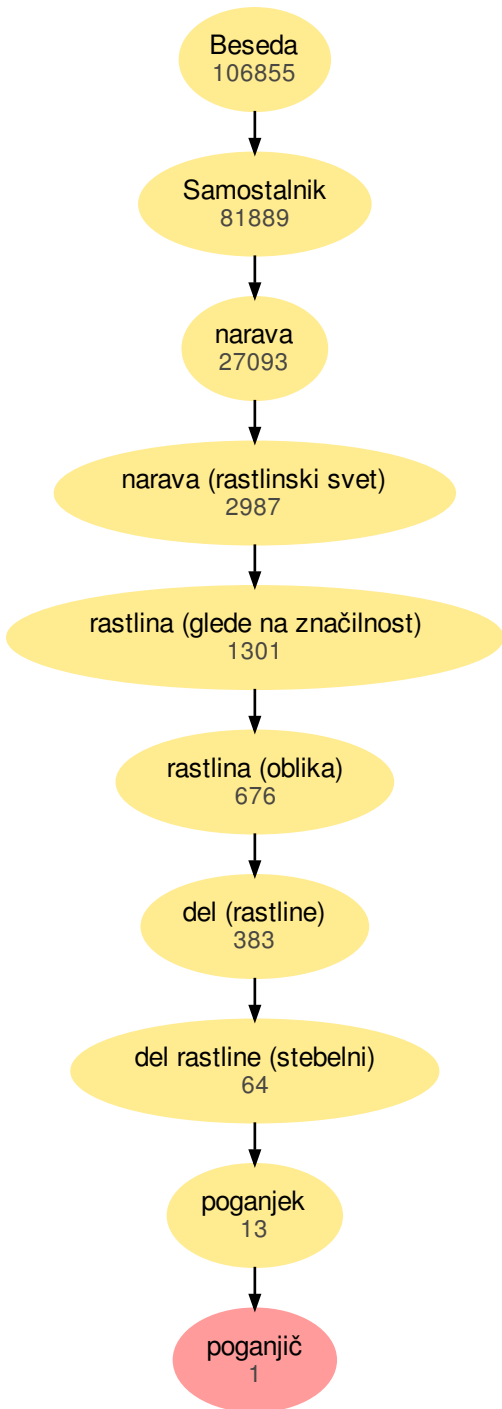 Beseda
106855
Samostalnik
81889
narava
27093
narava (rastlinski svet)
2987
rastlina (glede na značilnost)
1301
rastlina (oblika)
676
del (rastline)
383
del rastline (stebelni)
64
poganjek
13
poganjič
1